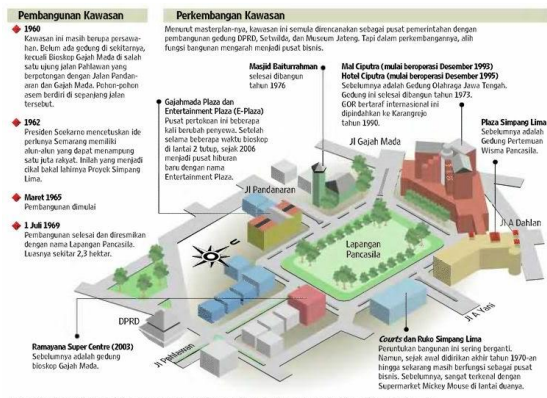 Pembangunan Kawasan
1960
Kawasan ini masih berupa persawa-
han. Belum ada gedung di sekitarnya,
kecuali Bioskop Gajah Mada di salah
satu ujung jalan Pahlawan yang
berpotongan dengan Jalan Pandan-
aran dan Gajah Mada. Pohon-pohon
asem berdiri di sepanjang jalan
tersebut.
1962
Presiden Soekarno mencetuskan ide
perlunya Semarang memiliki
alun-alun yang dapat menampung
satu juta rakyat. Inilah yang menjadi
cikal bakal lahirnya Proyek Simpang
Lima.
Maret 1965
Pembangunan dimulai
1 Juli 1969
Pembangunan selesai dan diresmikan
dengan nama Lapangan Pancasila.
Luasnya sekitar 2,3 hektar.
Perkembangan Kawasan
Menurut masterplan-nya, kawasan ini semula direncanakan sebagai pusat pemerintahan dengan
pembangunan gedung DPRD, Setwilda, dan Museum Jateng. Tapi dalam perkembangannya, alih
fungsi bangunan mengarah menjadi pusat bisnis.
Masjid Baiturrahman
selesai dibangun
tahun 1976
Mal Ciputra (mulai beroperasi Desember 1993)
Hotel Ciputra (mulai beroperasi Desember 1995)
Sebelumnya adalah Gedung Olahraga Jawa Tengah.
Gedung ini selesai dibangun tahun 1973.
GOR bertaraf internasional ini
dipindahkan ke Karangrejo
tahun 1990.
Gajahmada Plaza dan
Entertainment Plaza (E-Plaza)
Pusat pertokoan ini beberapa
kali berubah penyewa. Setelah
selama beberapa waktu bioskop
di lantai 2 tutup, sejak 2006
menjadi pusat hiburan
baru dengan nama
Entertainment Plaza.
Plaza Simpang Lima
Sebelumnya adalah
Gedung Pertemuan
Wisma Pancasila.
Jl Gajah Mada
Jl Pandanaran
Jl A Dahlan
Lapangan
Pancasila
U
DPRD
Jl Pahlawan
Jl A Yani
Ramayana Super Centre (2003)
Sebelumnya adalah gedung
bioskop Gajah Mada.
Courts dan Ruko Simpang Lima
Peruntukan bangunan ini sering berganti.
Namun, sejak awal didirikan akhir tahun 1970-an
hingga sekarang masih berfungsi sebagai pusat
bisnis. Sebelumnya, sangat terkenal dengan
Supermarket Mickey Mouse di lantai duanya.